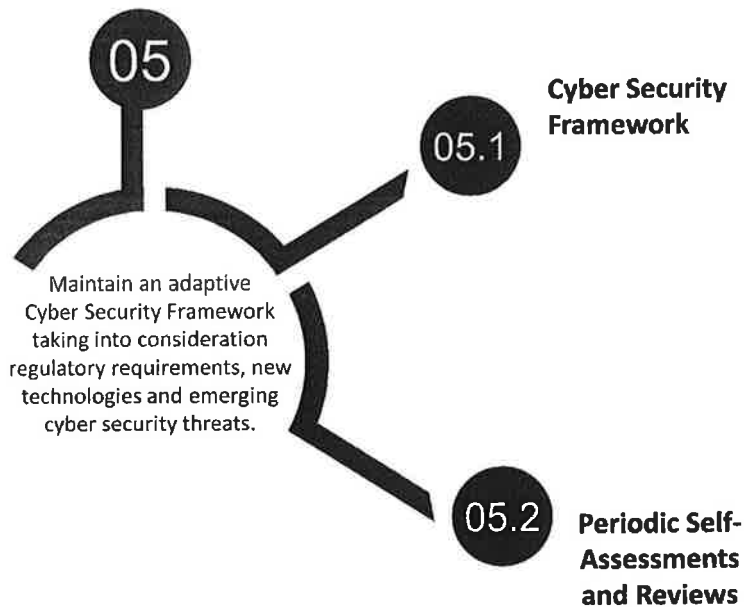 05
05.1
Cyber Security
Framework
Maintain an adaptive
Cyber Security Framework
taking into consideration
regulatory requirements, new
technologies and emerging
cyber security threats.
05.2
Periodic Self-
Assessments
and Reviews